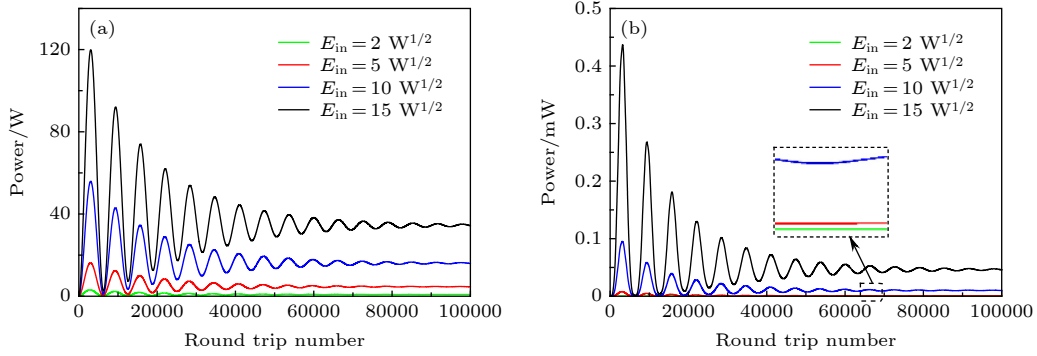 (a)
E_in = 2 W^1/2
E_in = 5 W^1/2
E_in = 10 W^1/2
E_in = 15 W^1/2
Power/W
120
80
40
0
0 20000 40000 60000 80000 100000
Round trip number
(b)
E_in = 2 W^1/2
E_in = 5 W^1/2
E_in = 10 W^1/2
E_in = 15 W^1/2
Power/mW
0.5
0.4
0.3
0.2
0.1
0
0 20000 40000 60000 80000 100000
Round trip number